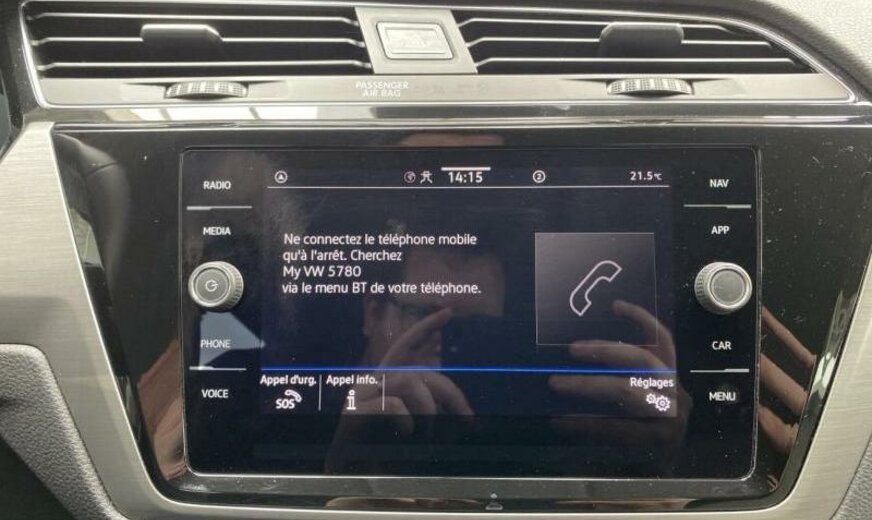 PASSENGER
AIR BAG
RADIO
14:15
2
21.5°C
NAV
MEDIA
APP
Ne connectez le téléphone mobile
qu'à l'arrêt. Cherchez
My VW 5780
via le menu BT de votre téléphone.
PHONE
CAR
VOICE
Appel d'urg.
Appel info.
Réglages
SOS
i
MENU